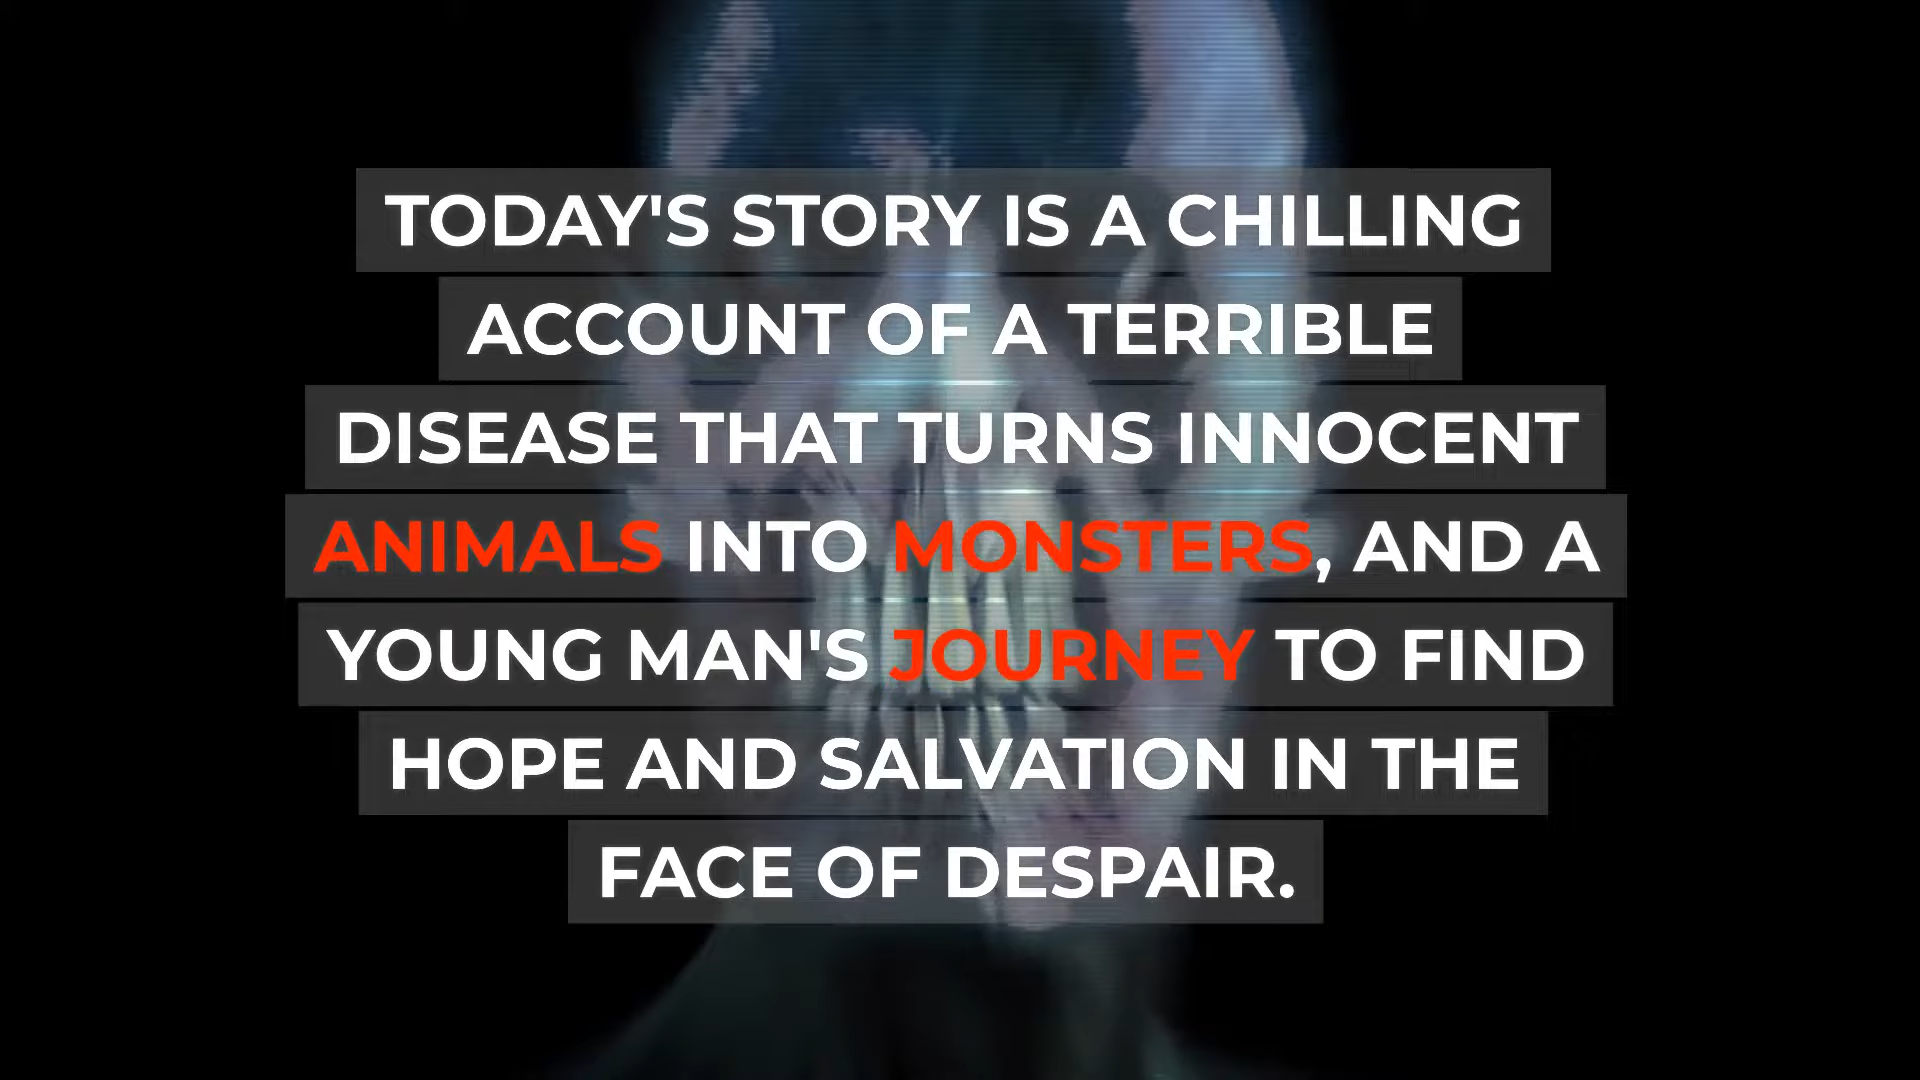 TODAY'S STORY IS A CHILLING
ACCOUNT OF A TERRIBLE
DISEASE THAT TURNS INNOCENT
ANIMALS INTO MONSTERS, AND A
YOUNG MAN'S JOURNEY TO FIND
HOPE AND SALVATION IN THE
FACE OF DESPAIR.